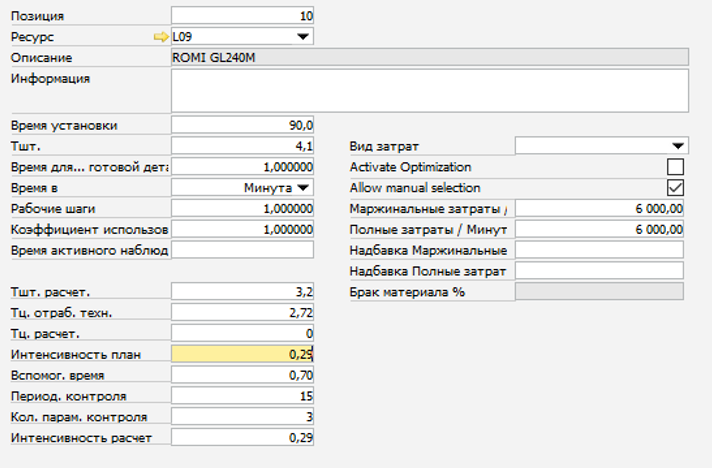 Позиция 10
Ресурс L09
Описание ROMI GL240M
Информация
Время установки 90,0
Тшт. 4,1
Время для... готовой дета 1,000000
Время в Минута
Рабочие шаги 1,000000
Коэффициент использов 1,000000
Время активного наблюд
Тшт. расчет. 3,2
Тц. отраб. техн. 2,72
Тц. расчет. 0
Интенсивность план 0,29
Вспомог. время 0,70
Период. контроля 15
Кол. парам. контроля 3
Интенсивность расчет 0,29
Вид затрат
Activate Optimization
Allow manual selection
Маржинальные затраты / 6 000,00
Полные затраты / Минут 6 000,00
Надбавка Маржинальные
Надбавка Полные затрат
Брак материала %